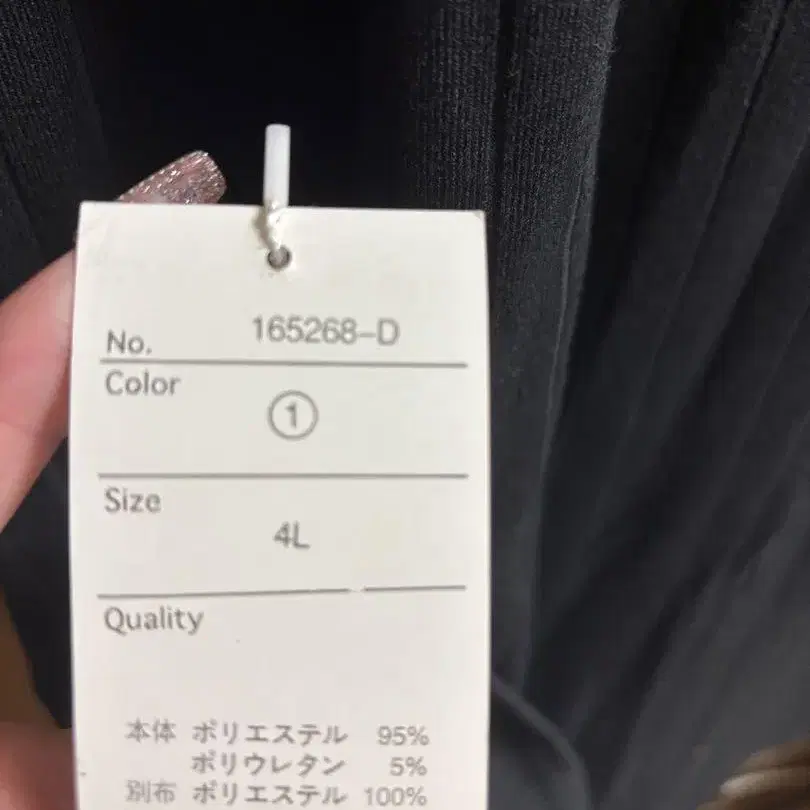 No. 165268-D
Color
①
Size
4L
Quality
本体 ポリエステル 95%
ポリウレタン 5%
別布 ポリエステル 100%